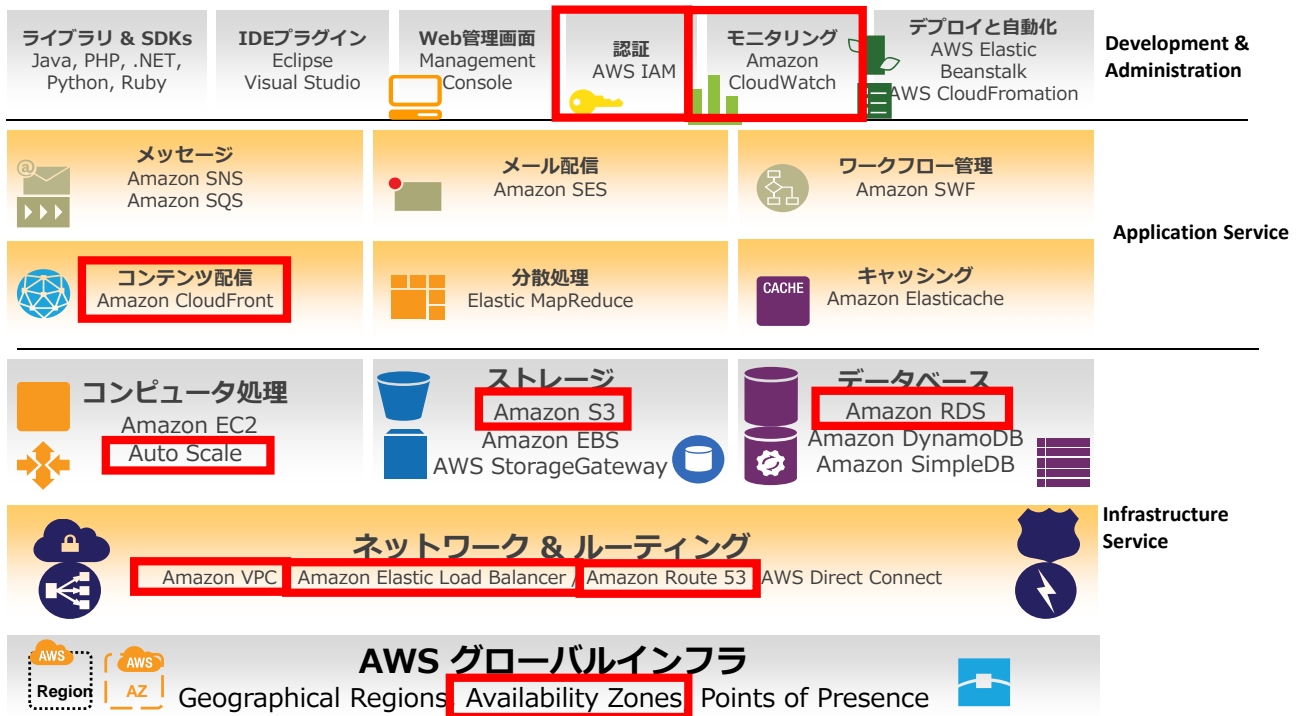 ライブラリ & SDKs
Java, PHP, .NET,
Python, Ruby
IDEプラグイン
Eclipse
Visual Studio
Web管理画面
Management
Console
認証
AWS IAM
モニタリング
Amazon
CloudWatch
デプロイと自動化
AWS Elastic
Beanstalk
AWS CloudFromation
Development &
Administration
メッセージ
Amazon SNS
Amazon SQS
@
メール配信
Amazon SES
ワークフロー管理
Amazon SWF
Application Service
コンテンツ配信
Amazon CloudFront
分散処理
Elastic MapReduce
CACHE
キャッシング
Amazon Elasticache
コンピュータ処理
Amazon EC2
Auto Scale
ストレージ
Amazon S3
Amazon EBS
AWS StorageGateway
データベース
Amazon RDS
Amazon DynamoDB
Amazon SimpleDB
Infrastructure
Service
ネットワーク & ルーティング
Amazon VPC Amazon Elastic Load Balancer / Amazon Route 53 AWS Direct Connect
AWS
Region
AWS
AZ
AWS グローバルインフラ
Geographical Regions, Availability Zones Points of Presence